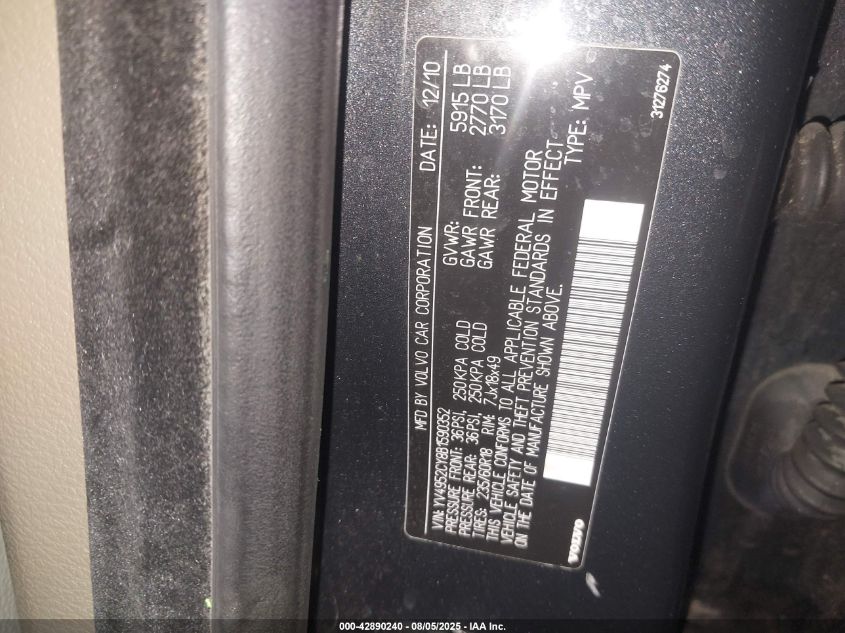 MFD BY VOLVO CAR CORPORATION DATE: 12/10
VIN: YV4952CY8B1590352 GVWR: 5915 LB
PRESSURE FRONT: 36PSI, 250KPA COLD GAWR FRONT: 2770 LB
PRESSURE REAR: 36PSI, 250KPA COLD GAWR REAR: 3170 LB
TIRES: 235/60R18 RIM: 7Jx18x49
THIS VEHICLE CONFORMS TO ALL APPLICABLE FEDERAL MOTOR
VEHICLE SAFETY AND THEFT PREVENTION STANDARDS IN EFFECT
ON THE DATE OF MANUFACTURE SHOWN ABOVE. TYPE: MPV
VOLVO 31276274
000-42890240 - 08/05/2025 - IAA Inc.